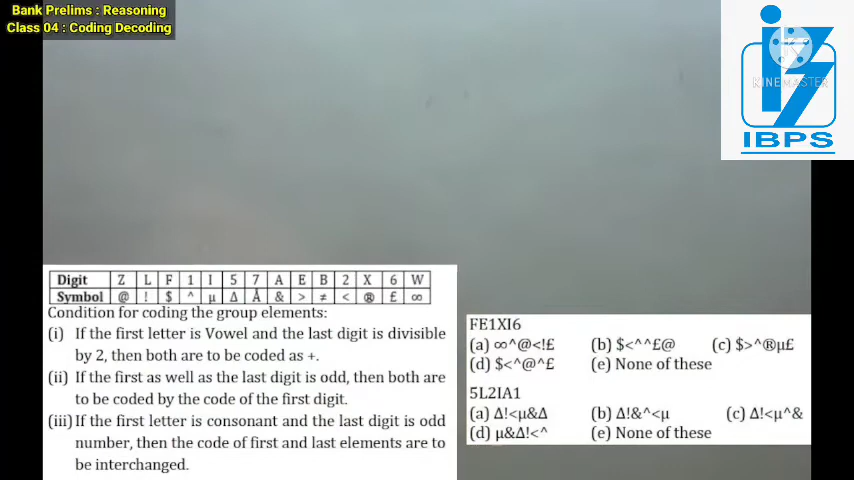 Bank Prelims : Reasoning
Class 04 : Coding Decoding
KINEMASTER
IBPS
Digit Z L F 1 I 5 7 A E B 2 X 6 W
Symbol @ ! $ ^ µ Δ Å & > ≠ < ® £ ∞
Condition for coding the group elements:
(i) If the first letter is Vowel and the last digit is divisible
by 2, then both are to be coded as +.
(ii) If the first as well as the last digit is odd, then both are
to be coded by the code of the first digit.
(iii) If the first letter is consonant and the last digit is odd
number, then the code of first and last elements are to
be interchanged.
FE1XI6
(a) ∞^@<!£ (b) $<^^£@ (c) $>^®µ£
(d) $<^@^£ (e) None of these
5L2IA1
(a) Δ!<µ&Δ (b) Δ!&^<µ (c) Δ!<µ^&
(d) µ&Δ!<^ (e) None of these